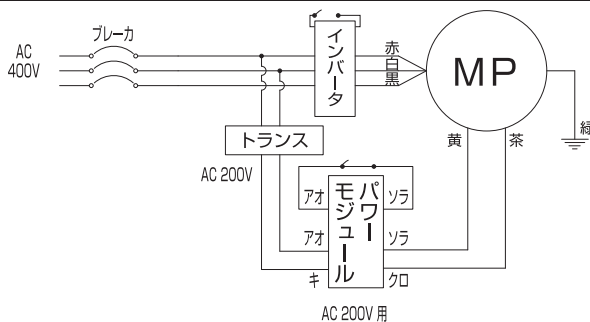 ブレーカ
AC
400V
インバータ
赤
白
黒
MP
緑
トランス
AC 200V
黄
茶
アオ
パワー
モジュール
ソラ
アオ
ソラ
キ
クロ
AC 200V 用